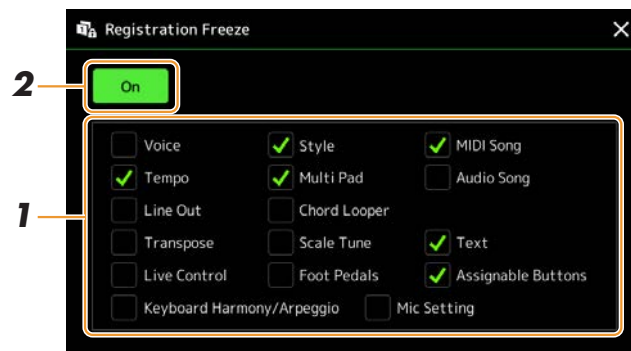 Registration Freeze
2
On
1
Voice Style MIDI Song
Tempo Multi Pad Audio Song
Line Out Chord Looper
Transpose Scale Tune Text
Live Control Foot Pedals Assignable Buttons
Keyboard Harmony/Arpeggio Mic Setting